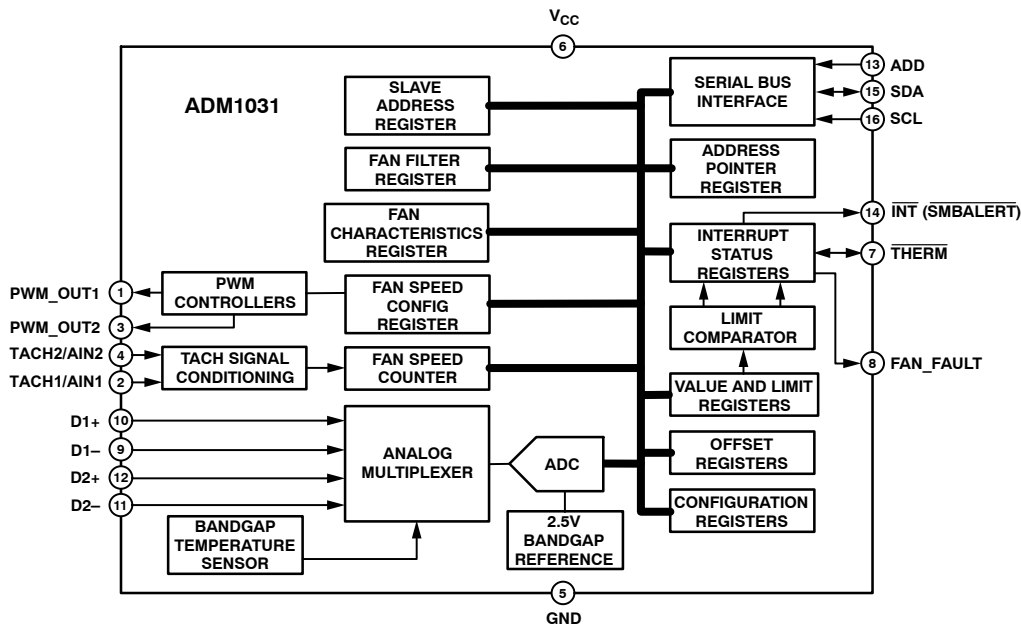 VCC
6
ADM1031
SLAVE
ADDRESS
REGISTER
FAN FILTER
REGISTER
FAN
CHARACTERISTICS
REGISTER
FAN SPEED
CONFIG
REGISTER
FAN SPEED
COUNTER
PWM
CONTROLLERS
TACH SIGNAL
CONDITIONING
PWM_OUT1 1
PWM_OUT2 3
TACH2/AIN2 4
TACH1/AIN1 2
D1+ 10
D1– 9
D2+ 12
D2– 11
ANALOG
MULTIPLEXER
BANDGAP
TEMPERATURE
SENSOR
ADC
2.5V
BANDGAP
REFERENCE
SERIAL BUS
INTERFACE
ADDRESS
POINTER
REGISTER
INTERRUPT
STATUS
REGISTERS
LIMIT
COMPARATOR
VALUE AND LIMIT
REGISTERS
OFFSET
REGISTERS
CONFIGURATION
REGISTERS
13 ADD
15 SDA
16 SCL
14 INT (SMBALERT)
7 THERM
8 FAN_FAULT
5
GND